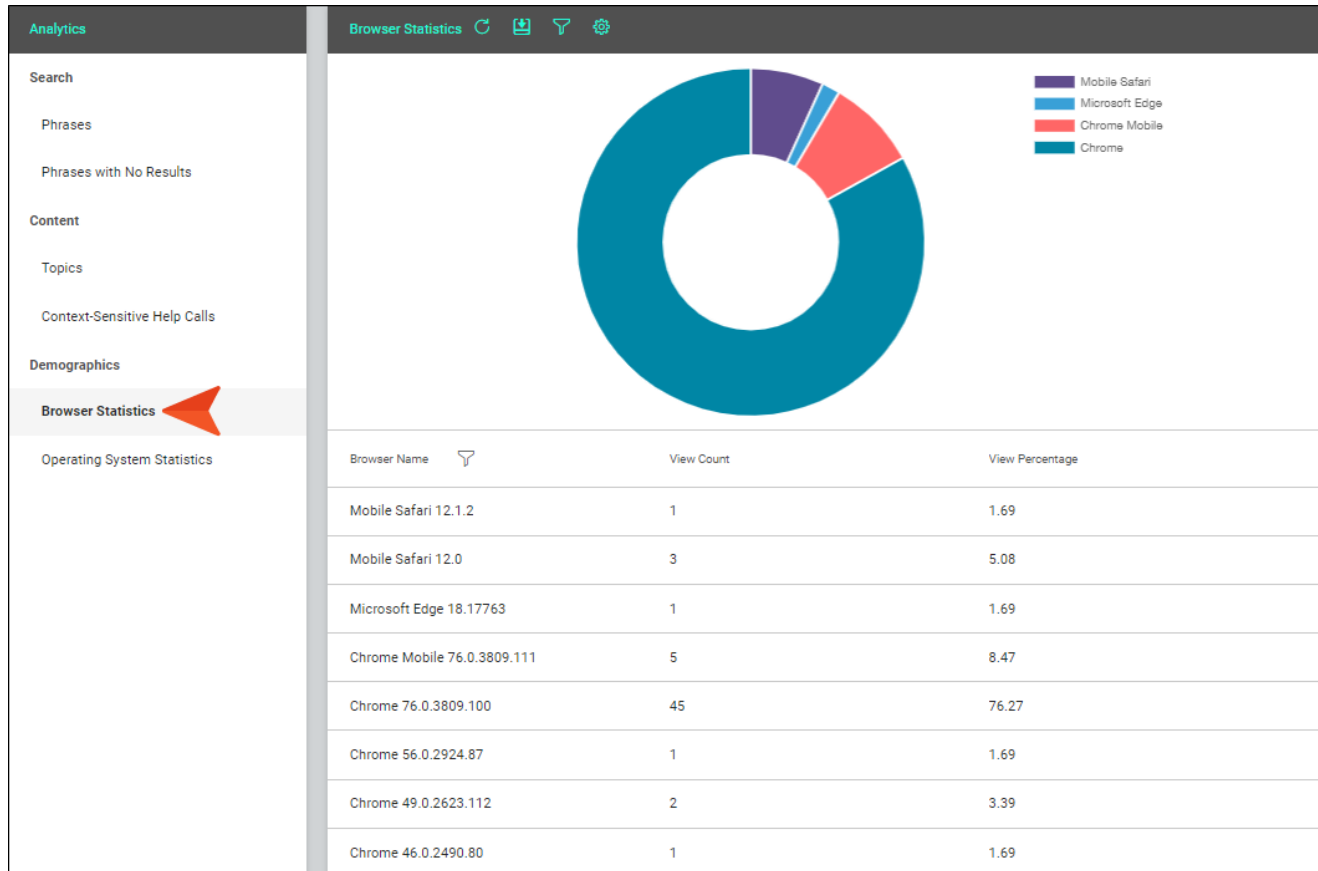 Analytics
Browser Statistics
Search
Phrases
Phrases with No Results
Content
Topics
Context-Sensitive Help Calls
Demographics
Browser Statistics
Operating System Statistics
Mobile Safari
Microsoft Edge
Chrome Mobile
Chrome
Browser Name View Count View Percentage
Mobile Safari 12.1.2 1 1.69
Mobile Safari 12.0 3 5.08
Microsoft Edge 18.17763 1 1.69
Chrome Mobile 76.0.3809.111 5 8.47
Chrome 76.0.3809.100 45 76.27
Chrome 56.0.2924.87 1 1.69
Chrome 49.0.2623.112 2 3.39
Chrome 46.0.2490.80 1 1.69